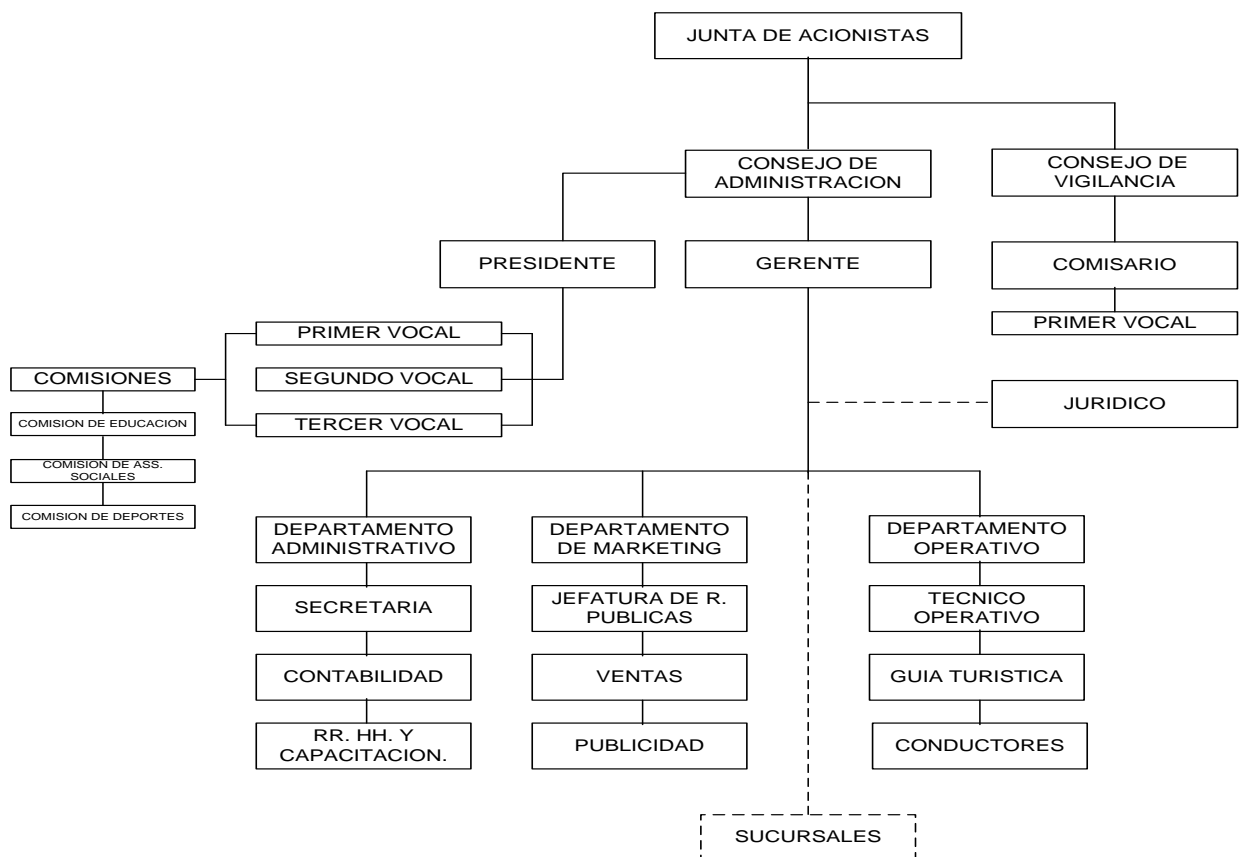 JUNTA DE ACIONISTAS
CONSEJO DE
ADMINISTRACION
CONSEJO DE
VIGILANCIA
PRESIDENTE
GERENTE
COMISARIO
PRIMER VOCAL
PRIMER VOCAL
COMISIONES
SEGUNDO VOCAL
JURIDICO
COMISION DE EDUCACION
TERCER VOCAL
COMISION DE ASS.
SOCIALES
COMISION DE DEPORTES
DEPARTAMENTO
ADMINISTRATIVO
DEPARTAMENTO
DE MARKETING
DEPARTAMENTO
OPERATIVO
SECRETARIA
JEFATURA DE R.
PUBLICAS
TECNICO
OPERATIVO
CONTABILIDAD
VENTAS
GUIA TURISTICA
RR. HH. Y
CAPACITACION.
PUBLICIDAD
CONDUCTORES
SUCURSALES